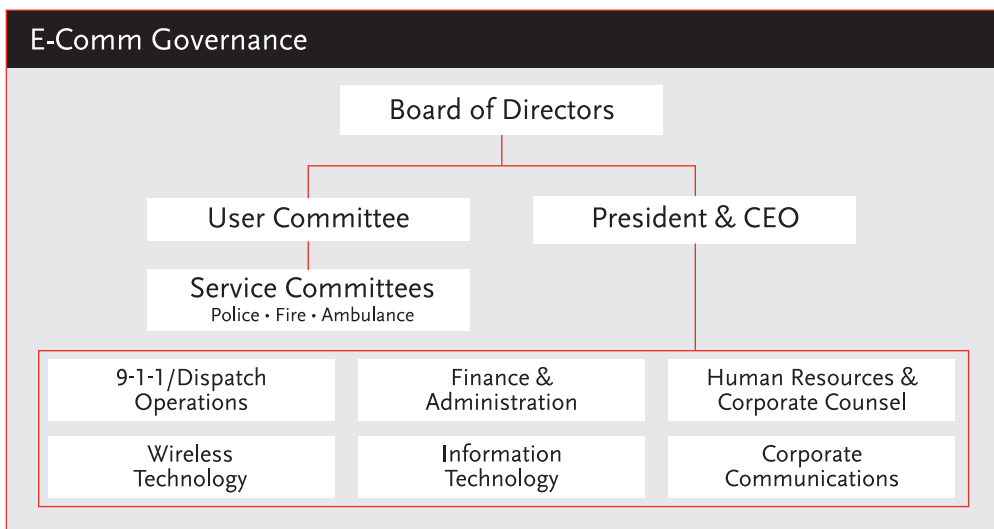 E-Comm Governance
Board of Directors
User Committee
President & CEO
Service Committees
Police • Fire • Ambulance
9-1-1/Dispatch
Operations
Finance &
Administration
Human Resources &
Corporate Counsel
Wireless
Technology
Information
Technology
Corporate
Communications